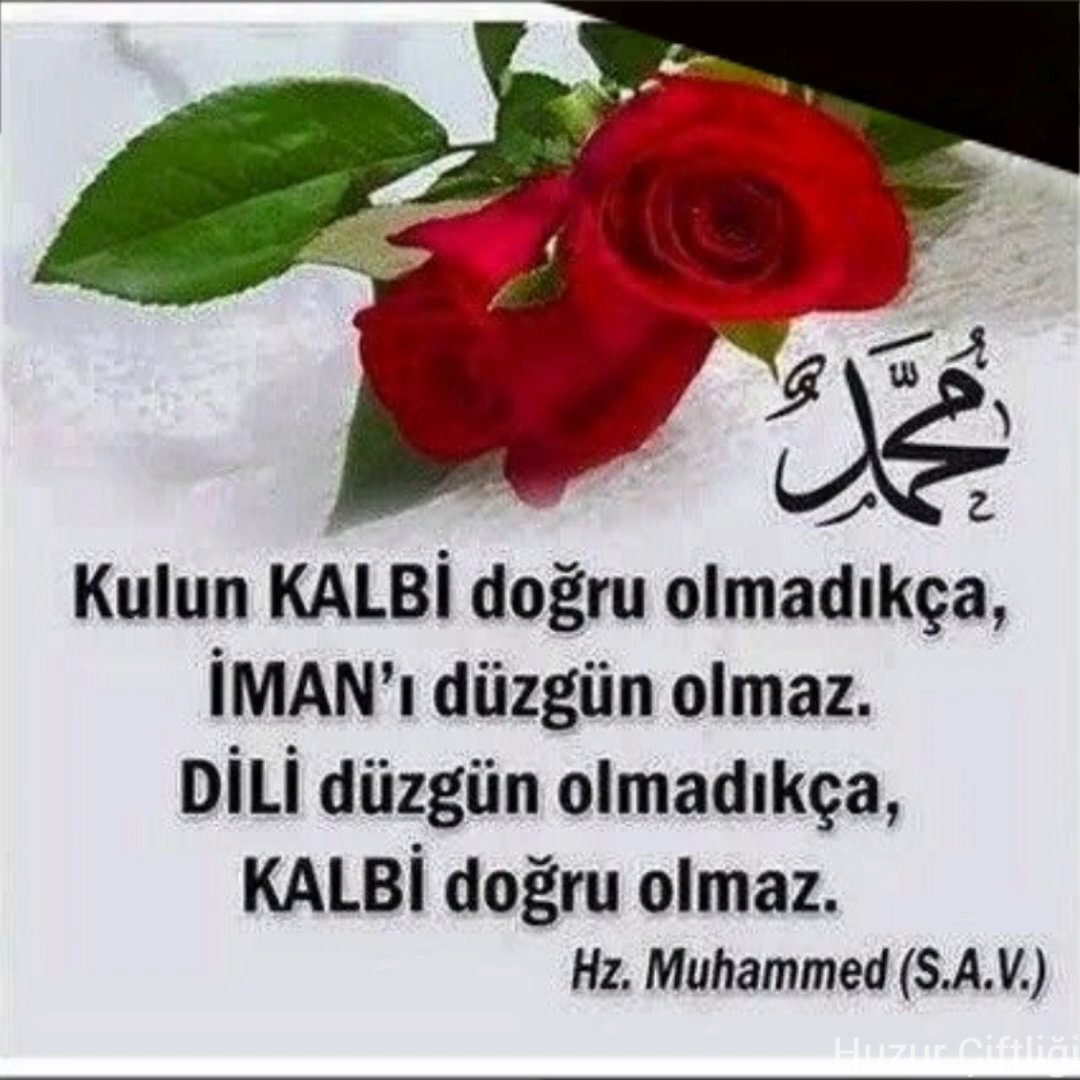 محمد
Kulun KALBİ doğru olmadıkça,
İMAN’ı düzgün olmaz.
DİLİ düzgün olmadıkça,
KALBİ doğru olmaz.
Hz. Muhammed (S.A.V.)
Huzur Çiftliği